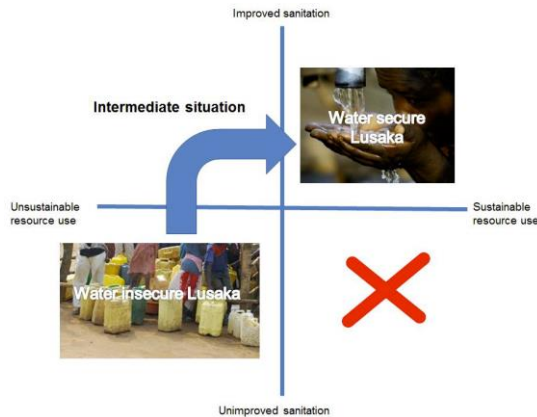 Improved sanitation
Intermediate situation
Water secure
Lusaka
Unsustainable
resource use
Sustainable
resource use
Water insecure Lusaka
Unimproved sanitation